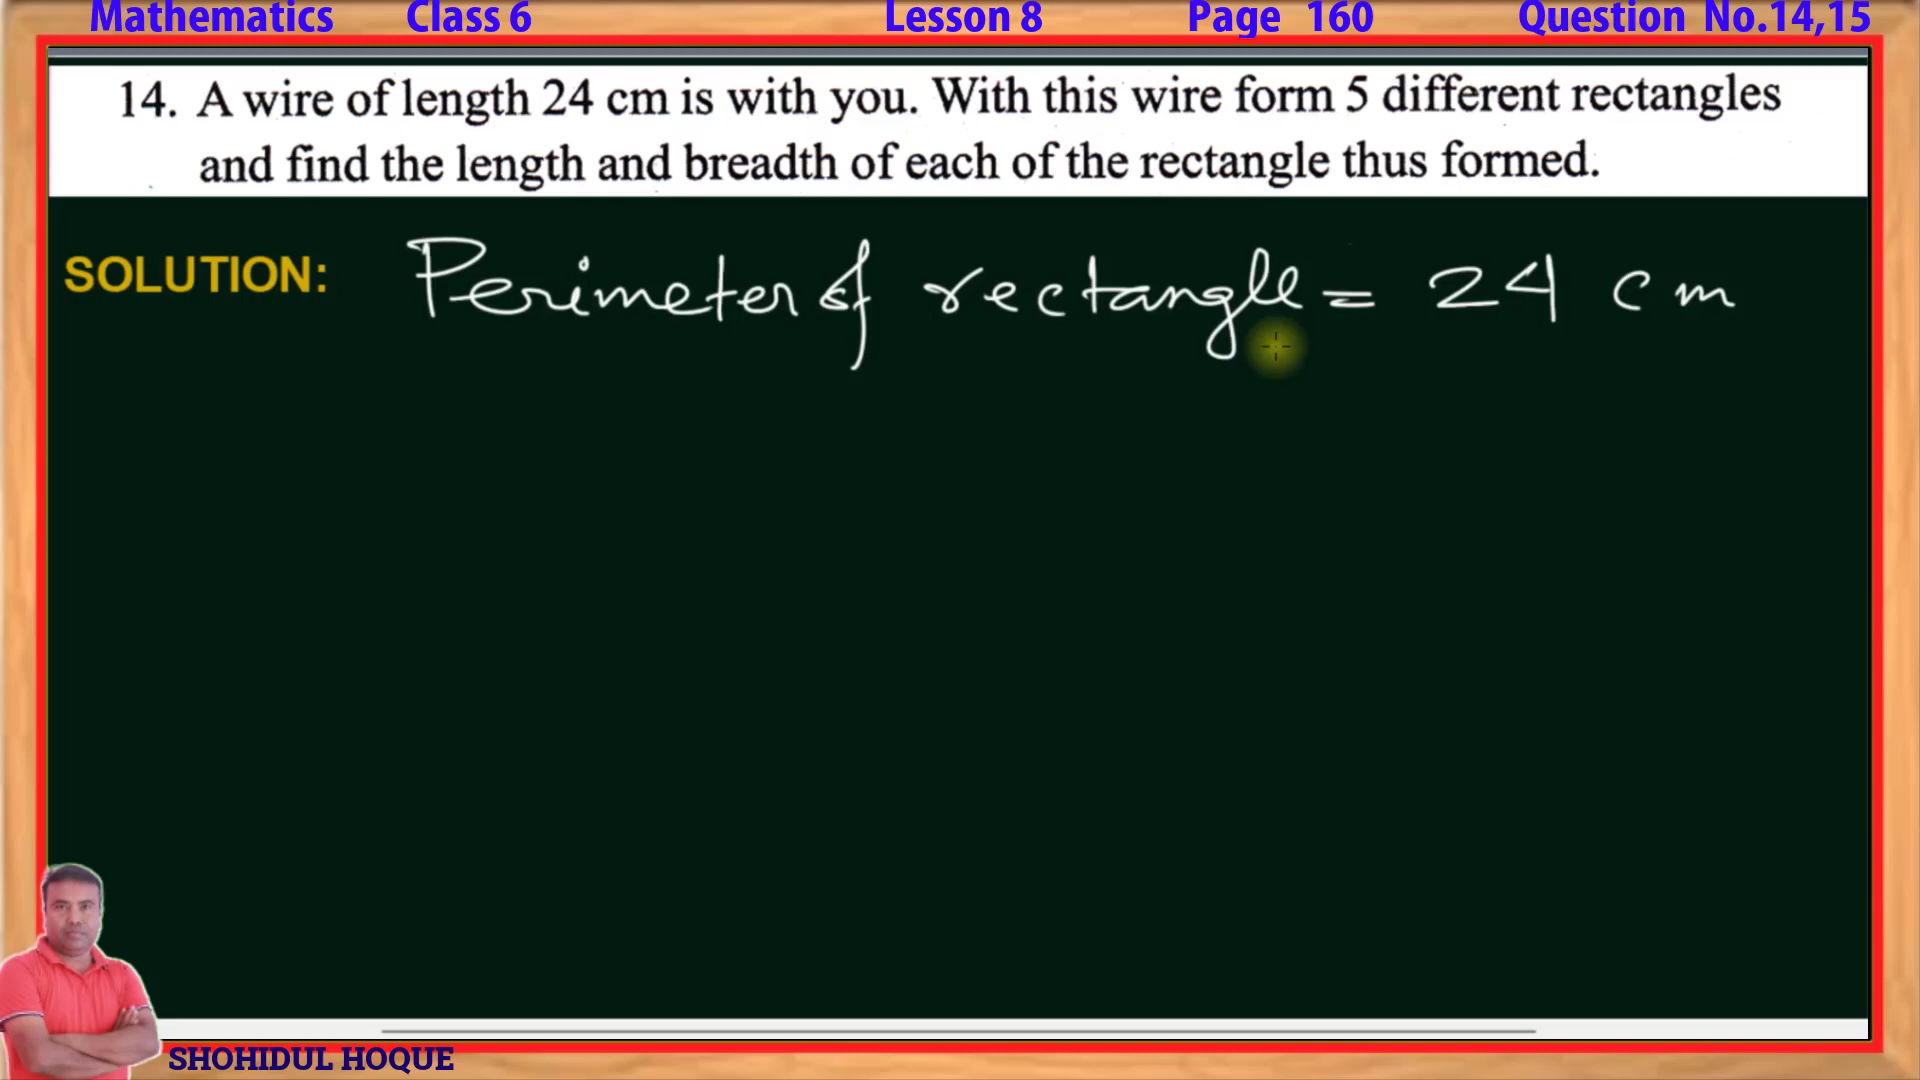 Mathematics Class 6 Lesson 8 Page 160 Question No.14,15
14. A wire of length 24 cm is with you. With this wire form 5 different rectangles
and find the length and breadth of each of the rectangle thus formed.
SOLUTION: Perimeter of rectangle = 24 cm
SHOHIDUL HOQUE